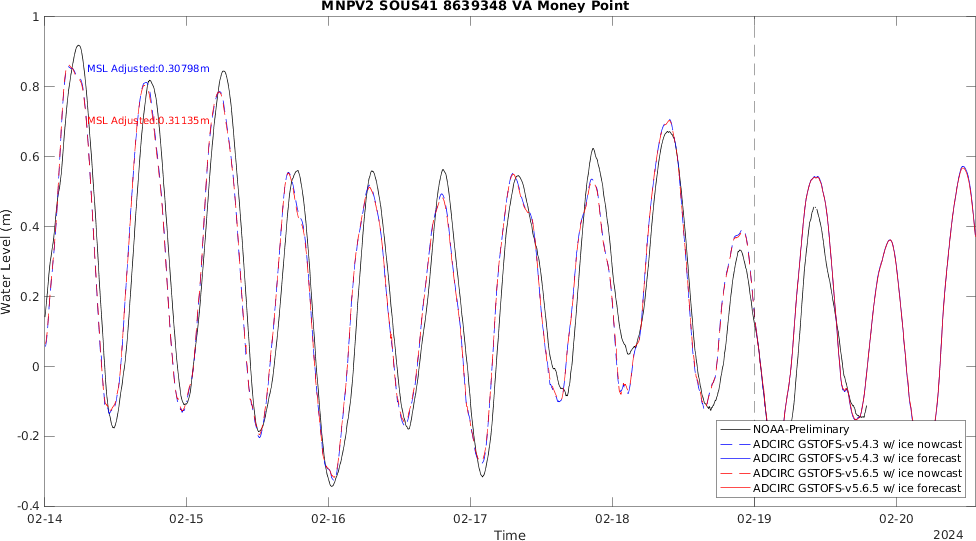 MNPV2 SOUS41 8639348 VA Money Point
1
0.8
0.6
0.4
0.2
0
-0.2
-0.4
Water Level (m)
MSL Adjusted:0.30798m
MSL Adjusted:0.31135m
NOAA-Preliminary
ADCIRC GSTOFS-v5.4.3 w/ ice nowcast
ADCIRC GSTOFS-v5.4.3 w/ ice forecast
ADCIRC GSTOFS-v5.6.5 w/ ice nowcast
ADCIRC GSTOFS-v5.6.5 w/ ice forecast
02-14 02-15 02-16 02-17 02-18 02-19 02-20
Time
2024